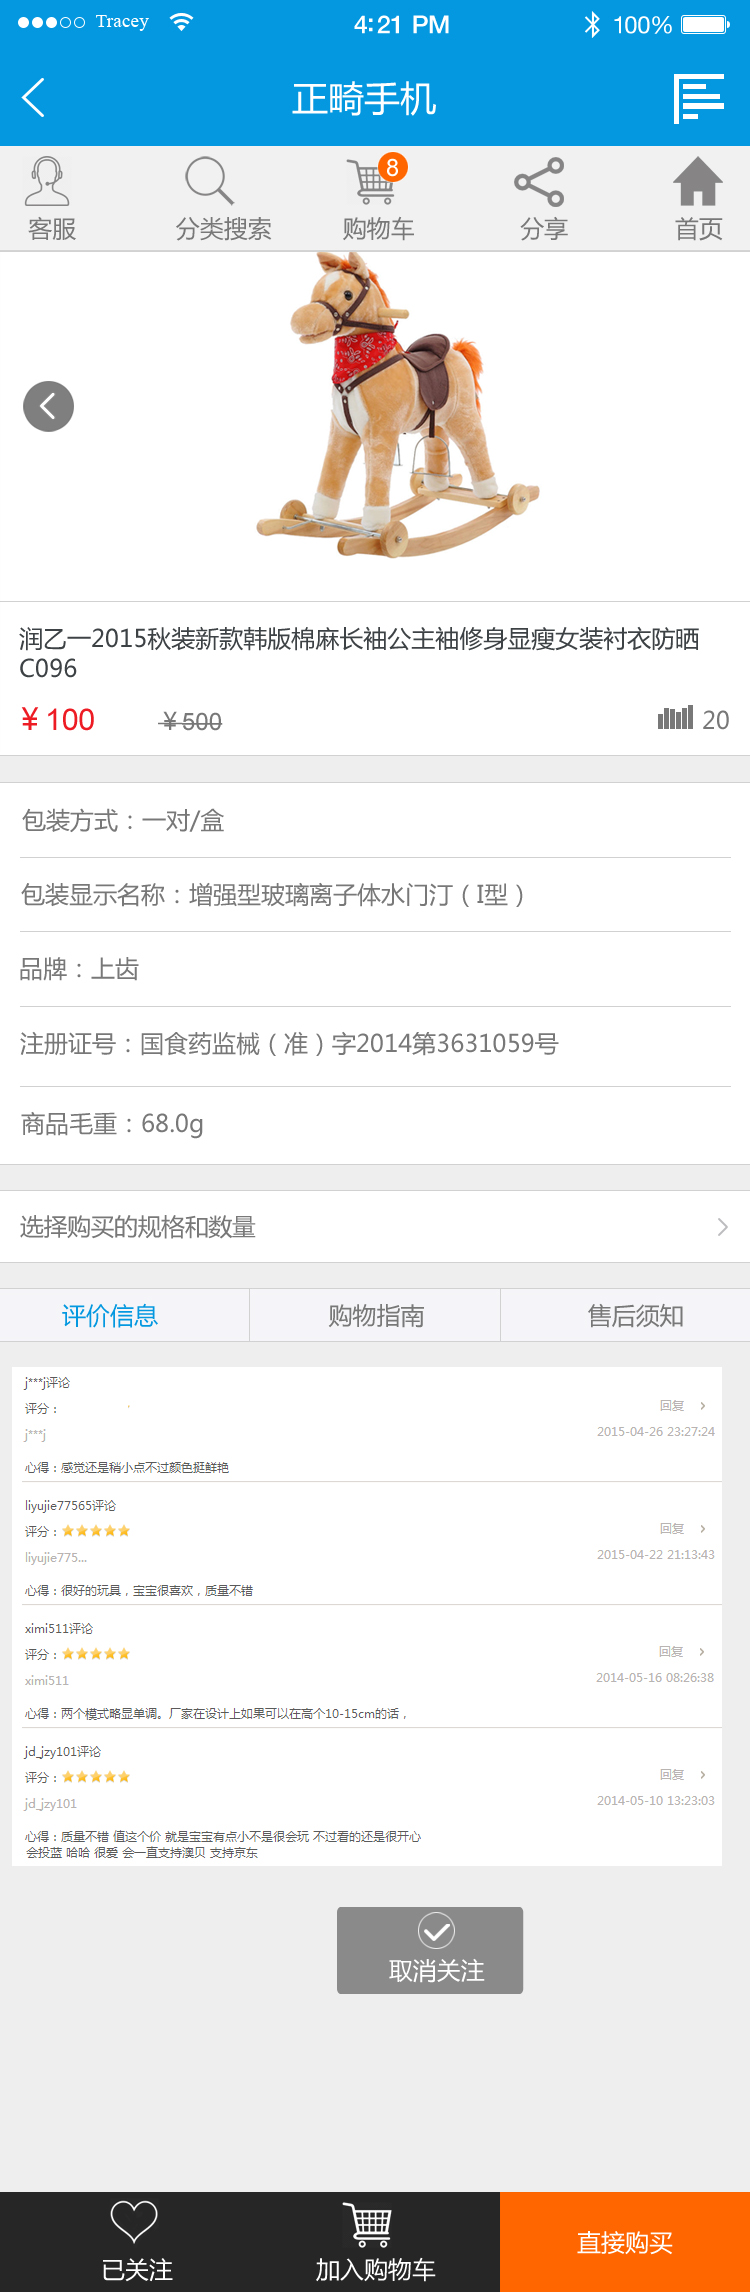 Tracey 4:21 PM 100%
正畸手机
8
客服 分类搜索 购物车 分享 首页
润乙一2015秋装新款韩版棉麻长袖公主袖修身显瘦女装衬衣防晒
C096
¥ 100 ¥ 500 20
包装方式：一对/盒
包装显示名称：增强型玻璃离子体水门汀（I型）
品牌：上齿
注册证号：国食药监械（准）字2014第3631059号
商品毛重：68.0g
选择购买的规格和数量
评价信息 购物指南 售后须知
j***j评论
评分： 回复
j***j 2015-04-26 23:27:24
心得：感觉还是稍小点不过颜色挺鲜艳
liyujie77565评论
评分： 回复
liyujie775... 2015-04-22 21:13:43
心得：很好的玩具，宝宝很喜欢，质量不错
ximi511评论
评分： 回复
ximi511 2014-05-16 08:26:38
心得：两个模式略显单调。厂家在设计上如果可以在高个10-15cm的话，
jd_jzy101评论
评分： 回复
jd_jzy101 2014-05-10 13:23:03
心得：质量不错 值这个价 就是宝宝有点小不是很会玩 不过看的还是很开心
会投蓝 哈哈 很爱 会一直支持澳贝 支持京东
取消关注
已关注 加入购物车 直接购买